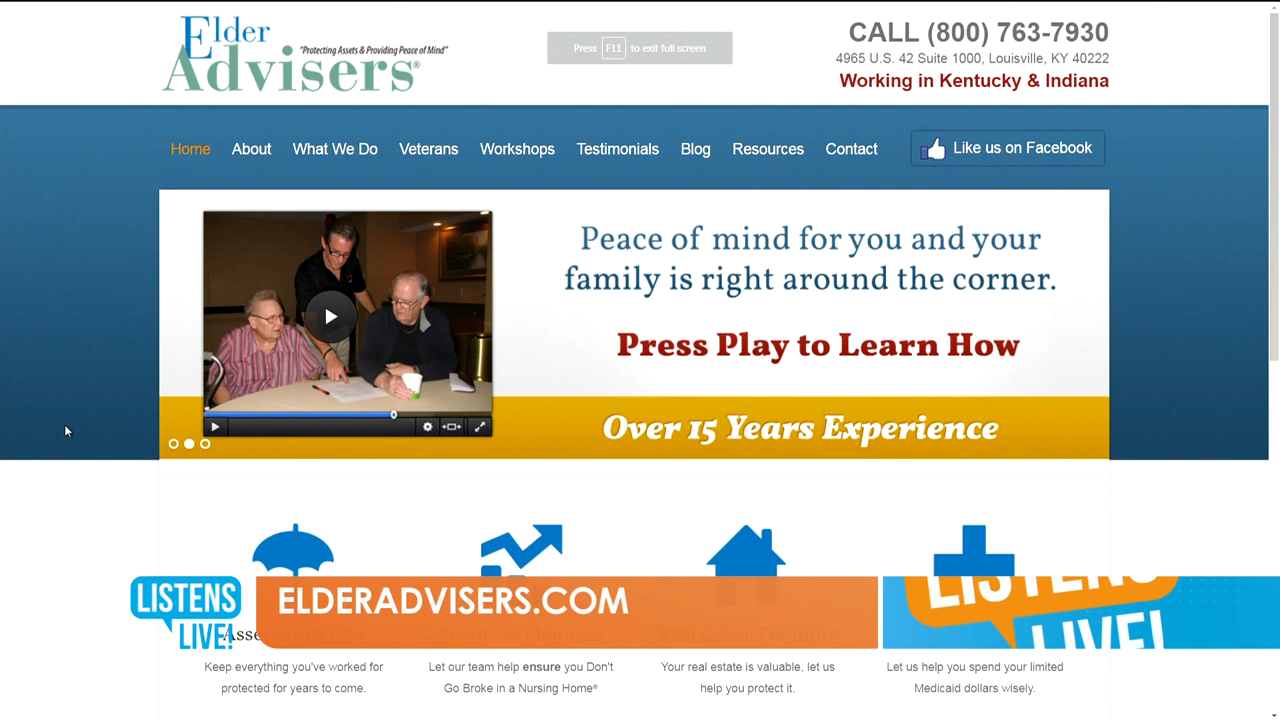 Elder
Advisers®
"Protecting Assets & Providing Peace of Mind"
Press F11 to exit full screen
CALL (800) 763-7930
4965 U.S. 42 Suite 1000, Louisville, KY 40222
Working in Kentucky & Indiana
Home About What We Do Veterans Workshops Testimonials Blog Resources Contact Like us on Facebook
Peace of mind for you and your
family is right around the corner.
Press Play to Learn How
Over 15 Years Experience
LISTENS
LIVE!
ELDERADVISERS.COM
LISTENS
LIVE!
Keep everything you've worked for
protected for years to come.
Let our team help ensure you Don't
Go Broke in a Nursing Home®
Your real estate is valuable, let us
help you protect it.
Let us help you spend your limited
Medicaid dollars wisely.